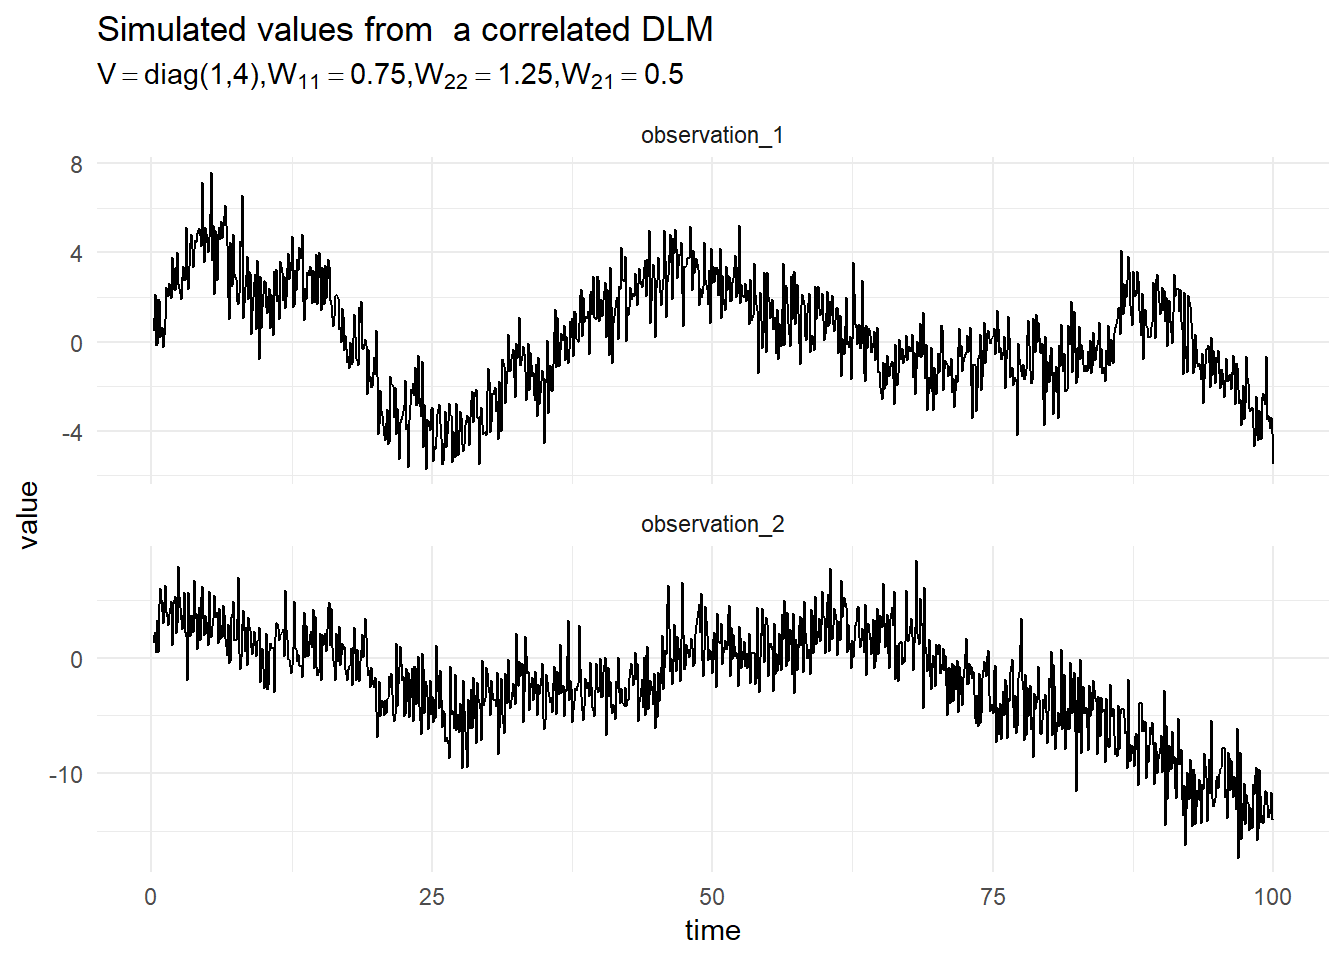 Simulated values from  a correlated DLM
V = diag(1,4),W₁₁ = 0.75,W₂₂ = 1.25,W₂₁ = 0.5
observation_1
8
4
0
-4
value
observation_2
0
-10
0 25 50 75 100
time